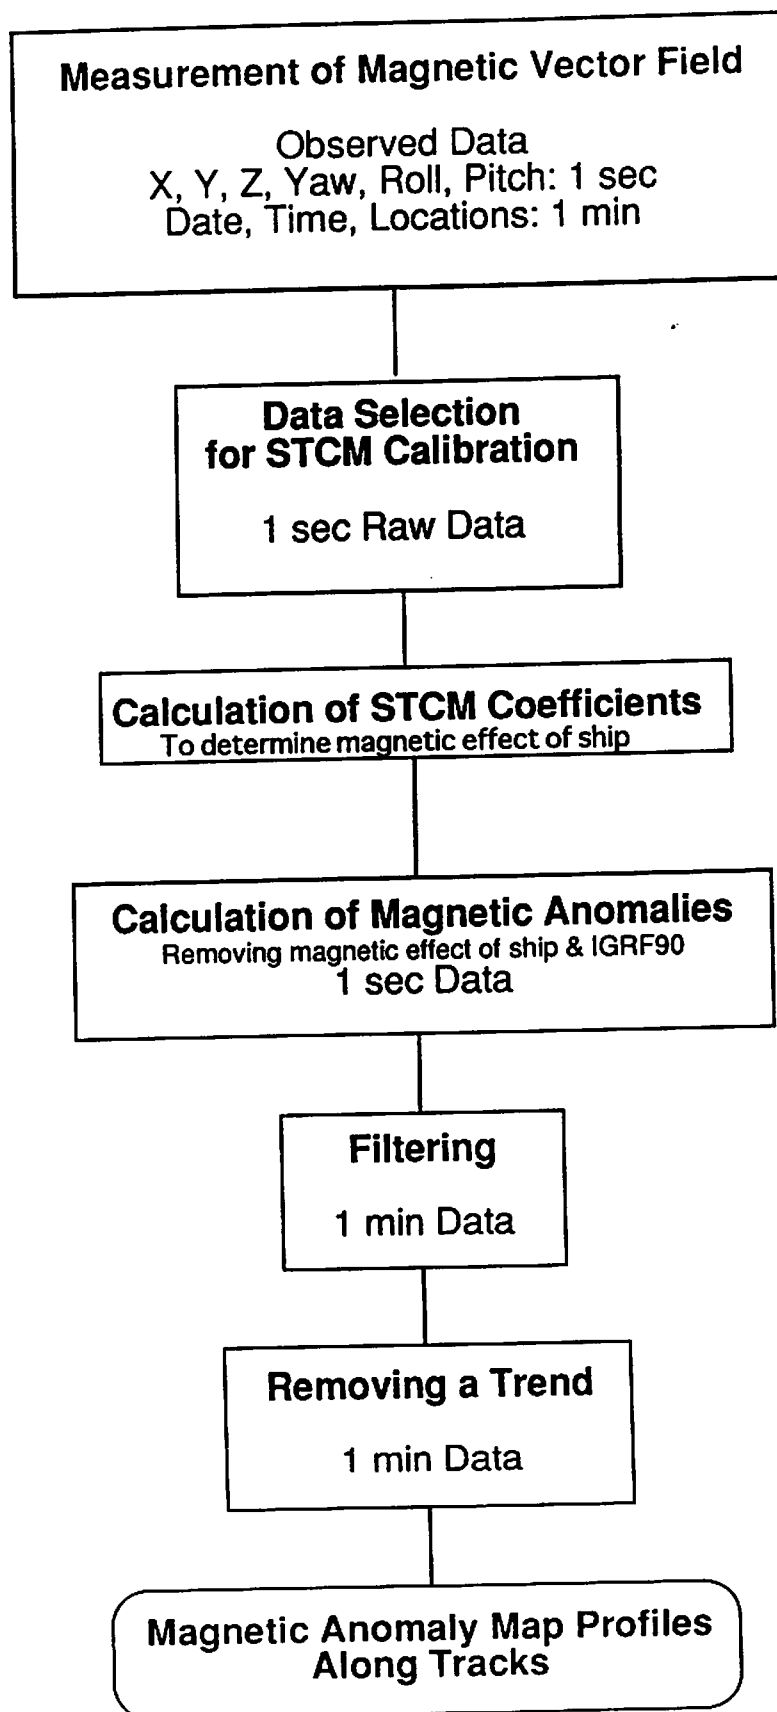 Measurement of Magnetic Vector Field
Observed Data
X, Y, Z, Yaw, Roll, Pitch: 1 sec
Date, Time, Locations: 1 min
Data Selection
for STCM Calibration
1 sec Raw Data
Calculation of STCM Coefficients
To determine magnetic effect of ship
Calculation of Magnetic Anomalies
Removing magnetic effect of ship & IGRF90
1 sec Data
Filtering
1 min Data
Removing a Trend
1 min Data
Magnetic Anomaly Map Profiles
Along Tracks